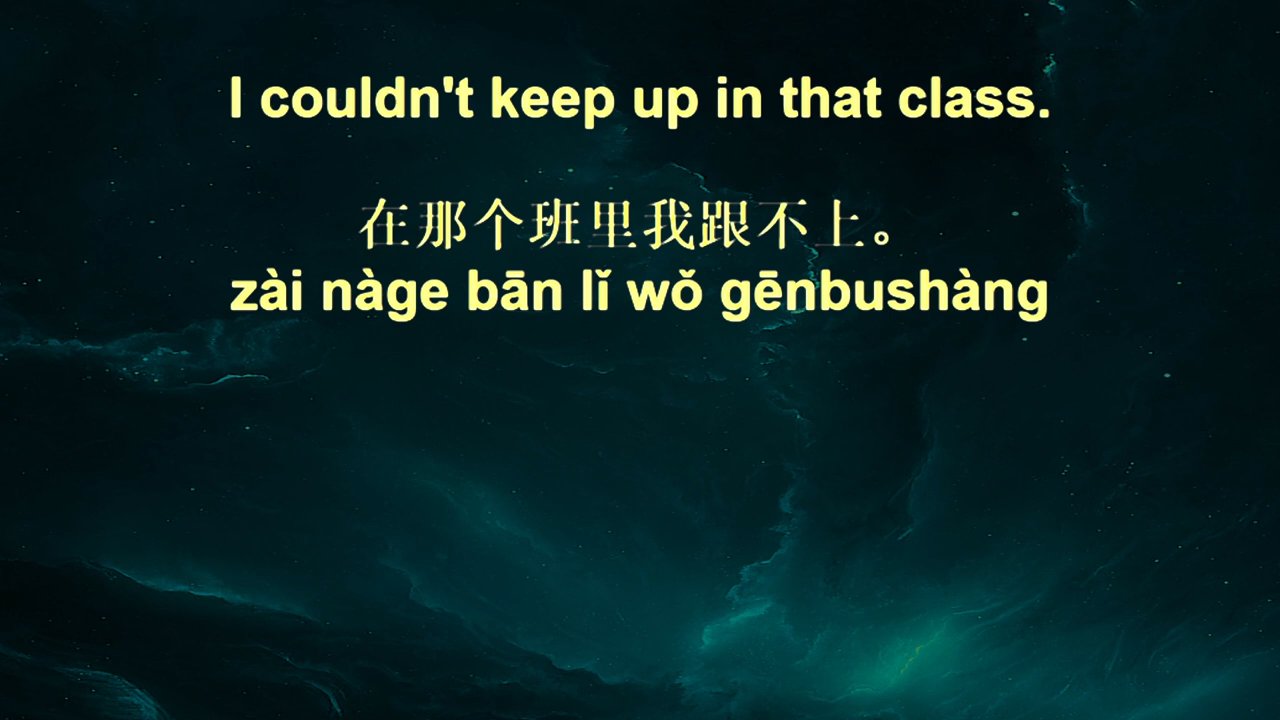 I couldn't keep up in that class.
在那个班里我跟不上。
zài nàge bān lǐ wǒ gēnbushàng